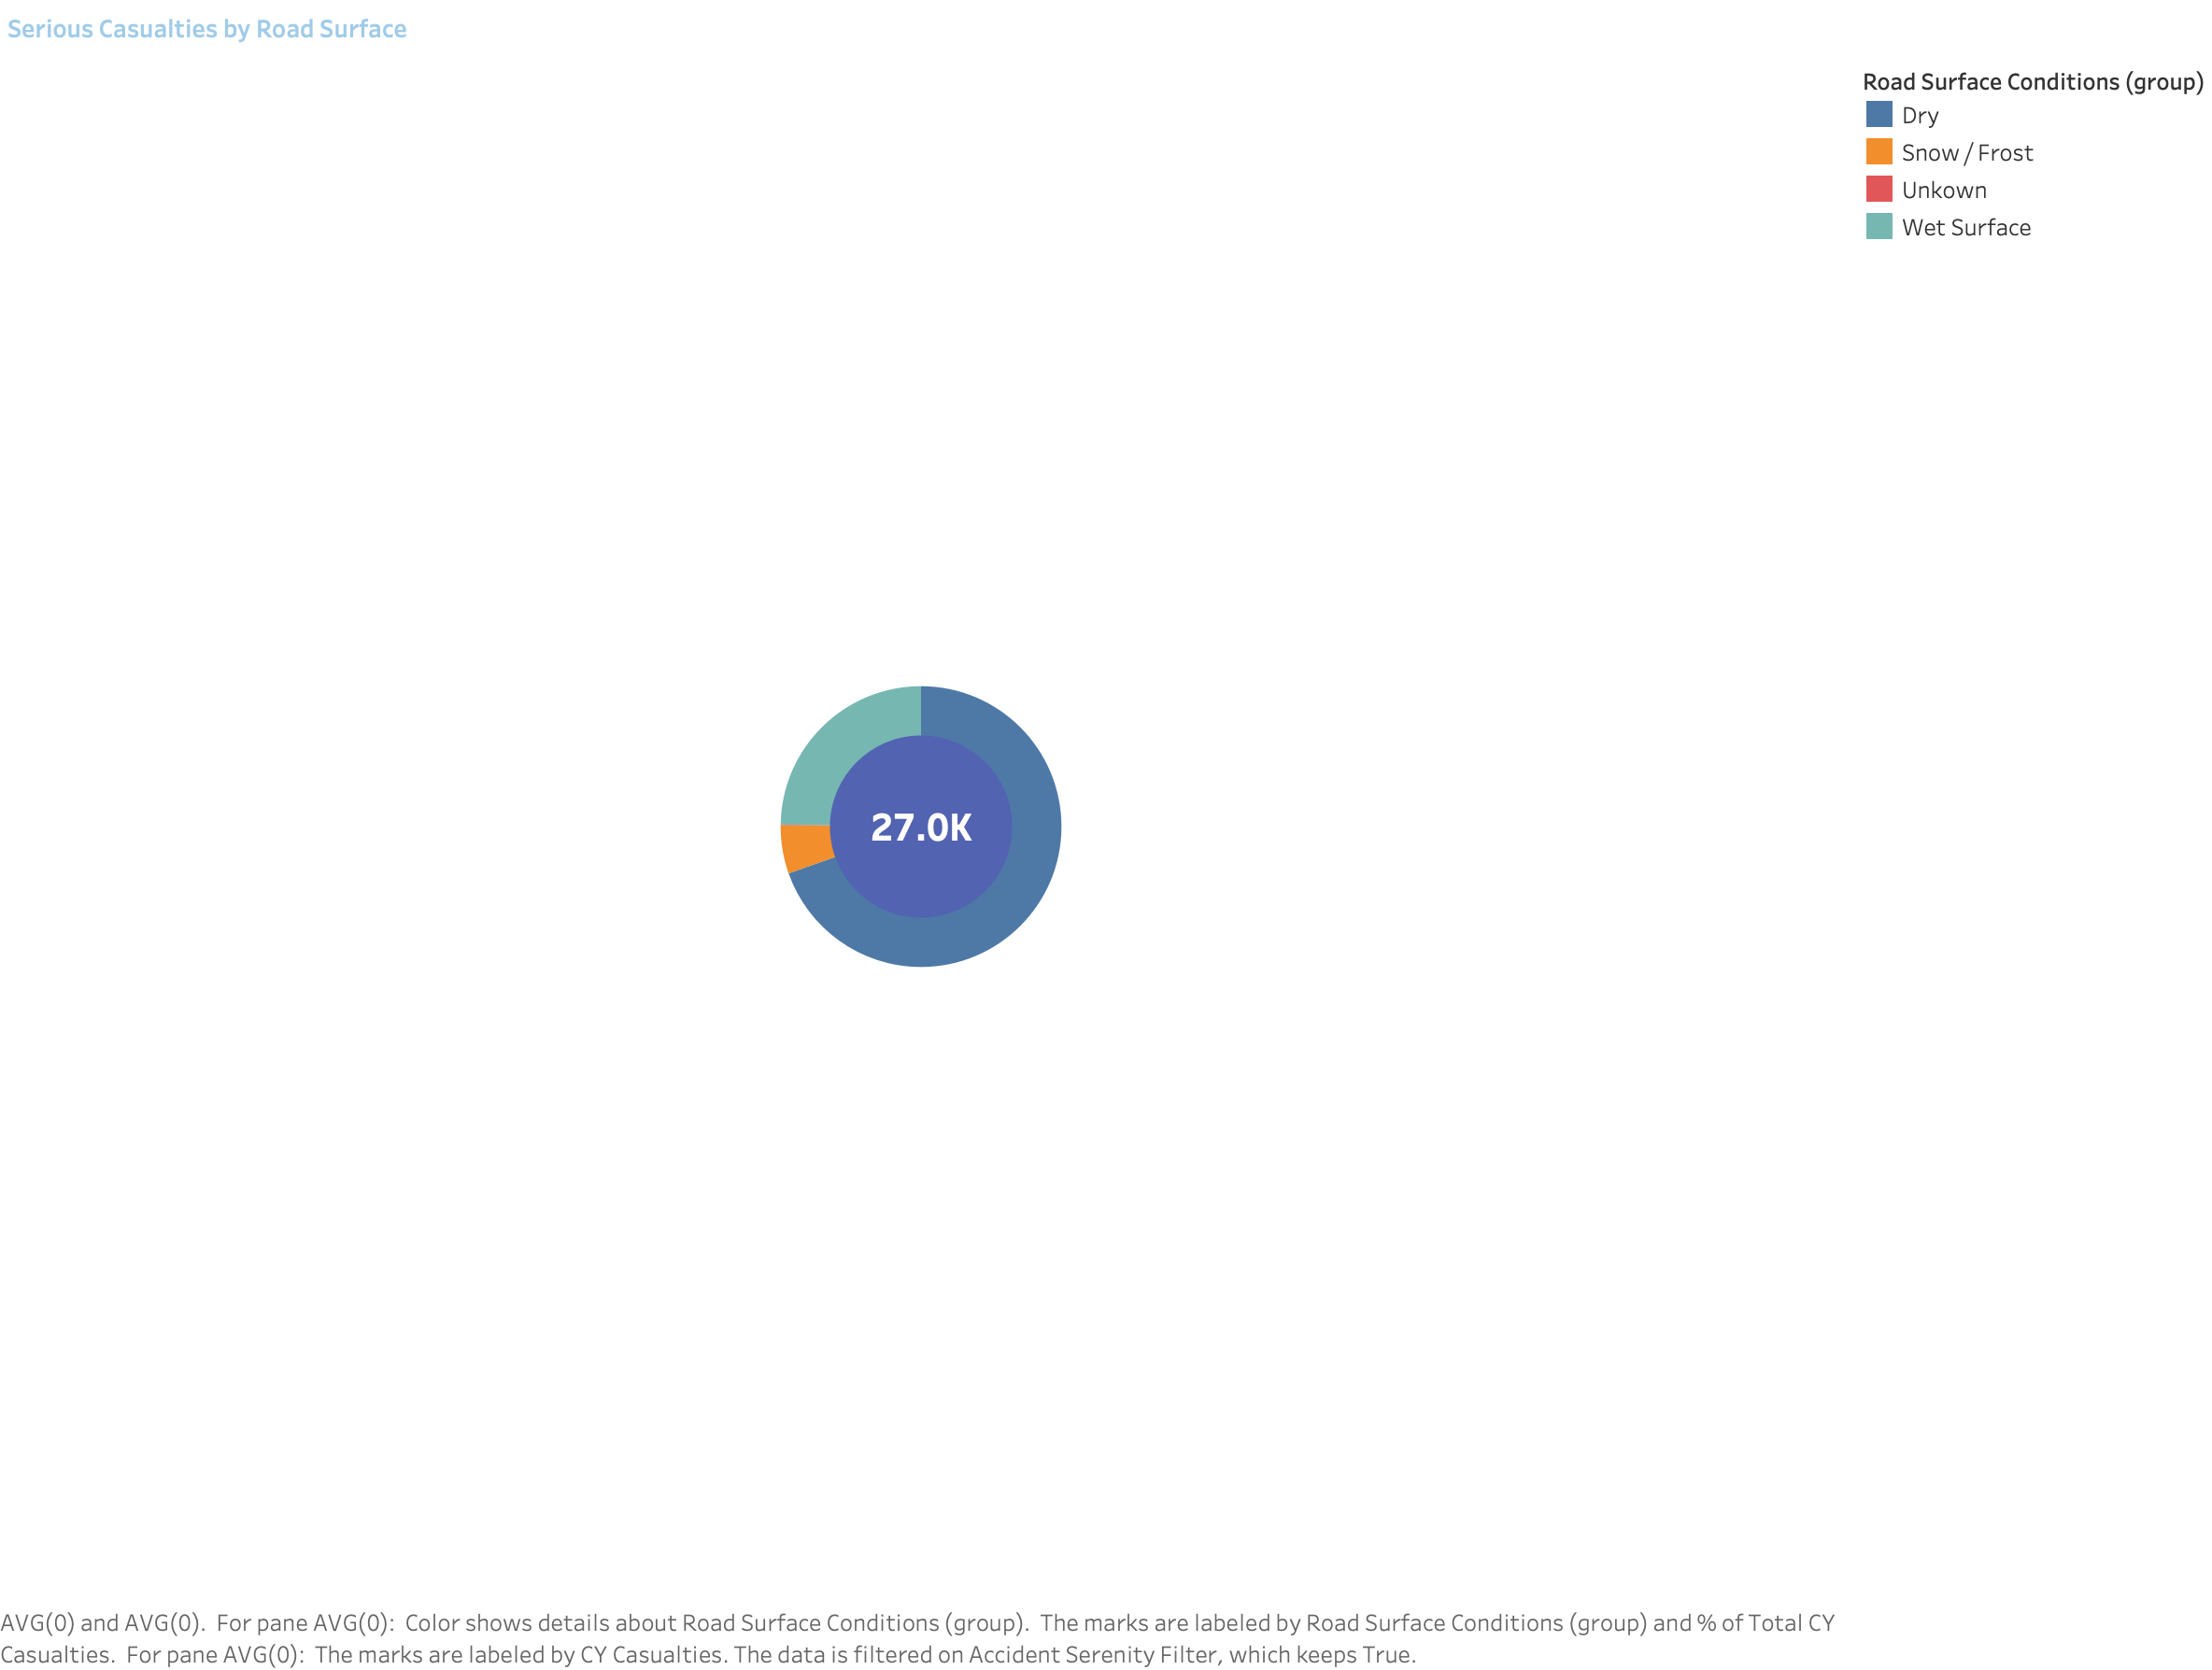 Serious Casualties by Road Surface
Road Surface Conditions (group)
Dry
Snow / Frost
Unkown
Wet Surface
27.0K
AVG(0) and AVG(0).  For pane AVG(0):  Color shows details about Road Surface Conditions (group).  The marks are labeled by Road Surface Conditions (group) and % of Total CY
Casualties.  For pane AVG(0):  The marks are labeled by CY Casualties. The data is filtered on Accident Serenity Filter, which keeps True.